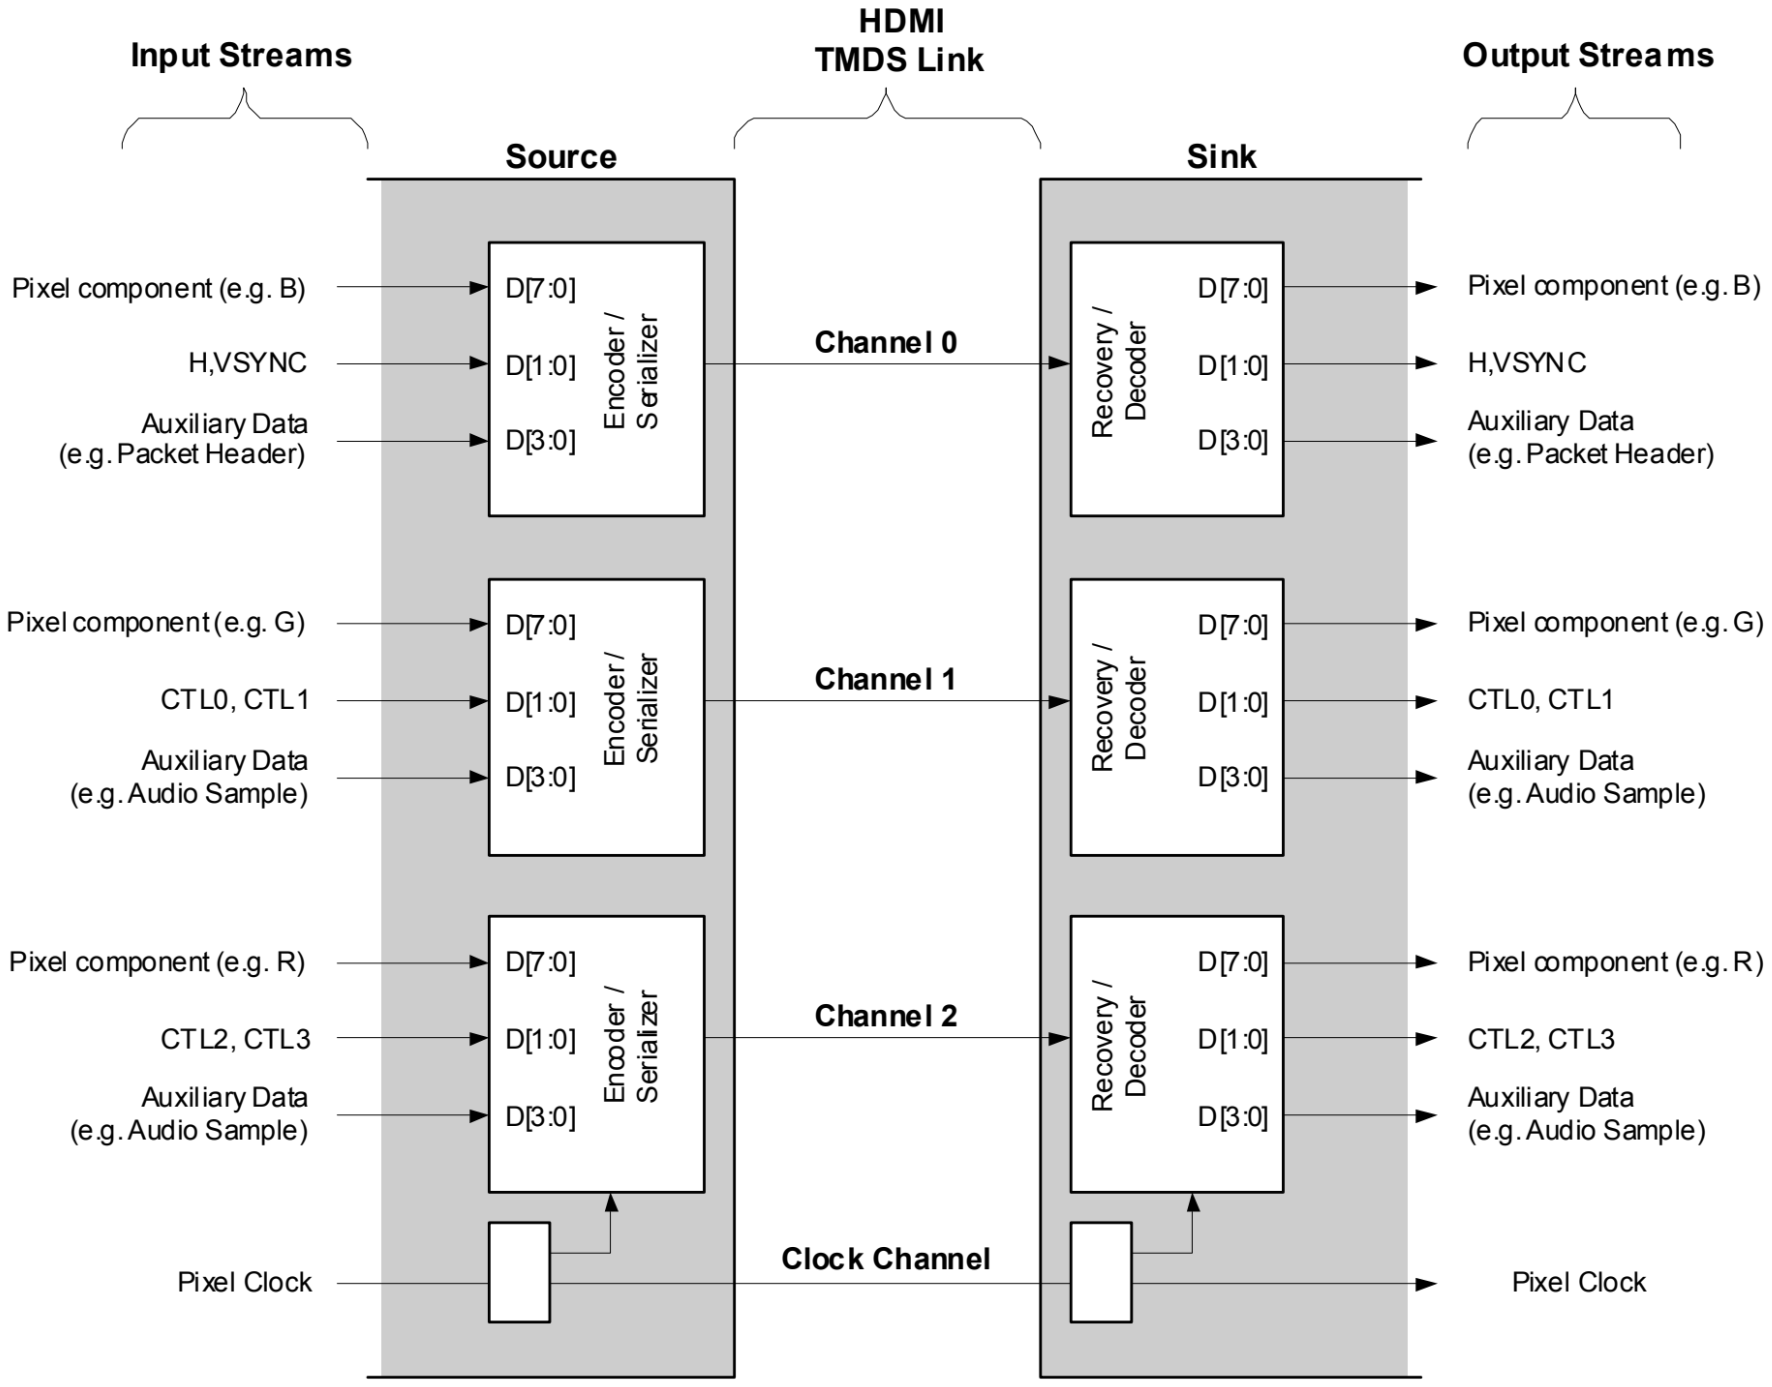 HDMI
TMDS Link
Input Streams
Output Streams
Source
Sink
Pixel component (e.g. B)
H,VSYNC
Auxiliary Data
(e.g. Packet Header)
D[7:0]
D[1:0]
D[3:0]
Encoder /
Serializer
Channel 0
Recovery /
Decoder
D[7:0]
D[1:0]
D[3:0]
Pixel component (e.g. B)
H,VSYNC
Auxiliary Data
(e.g. Packet Header)
Pixel component (e.g. G)
CTL0, CTL1
Auxiliary Data
(e.g. Audio Sample)
D[7:0]
D[1:0]
D[3:0]
Encoder /
Serializer
Channel 1
Recovery /
Decoder
D[7:0]
D[1:0]
D[3:0]
Pixel component (e.g. G)
CTL0, CTL1
Auxiliary Data
(e.g. Audio Sample)
Pixel component (e.g. R)
CTL2, CTL3
Auxiliary Data
(e.g. Audio Sample)
D[7:0]
D[1:0]
D[3:0]
Encoder /
Serializer
Channel 2
Recovery /
Decoder
D[7:0]
D[1:0]
D[3:0]
Pixel component (e.g. R)
CTL2, CTL3
Auxiliary Data
(e.g. Audio Sample)
Pixel Clock
Clock Channel
Pixel Clock